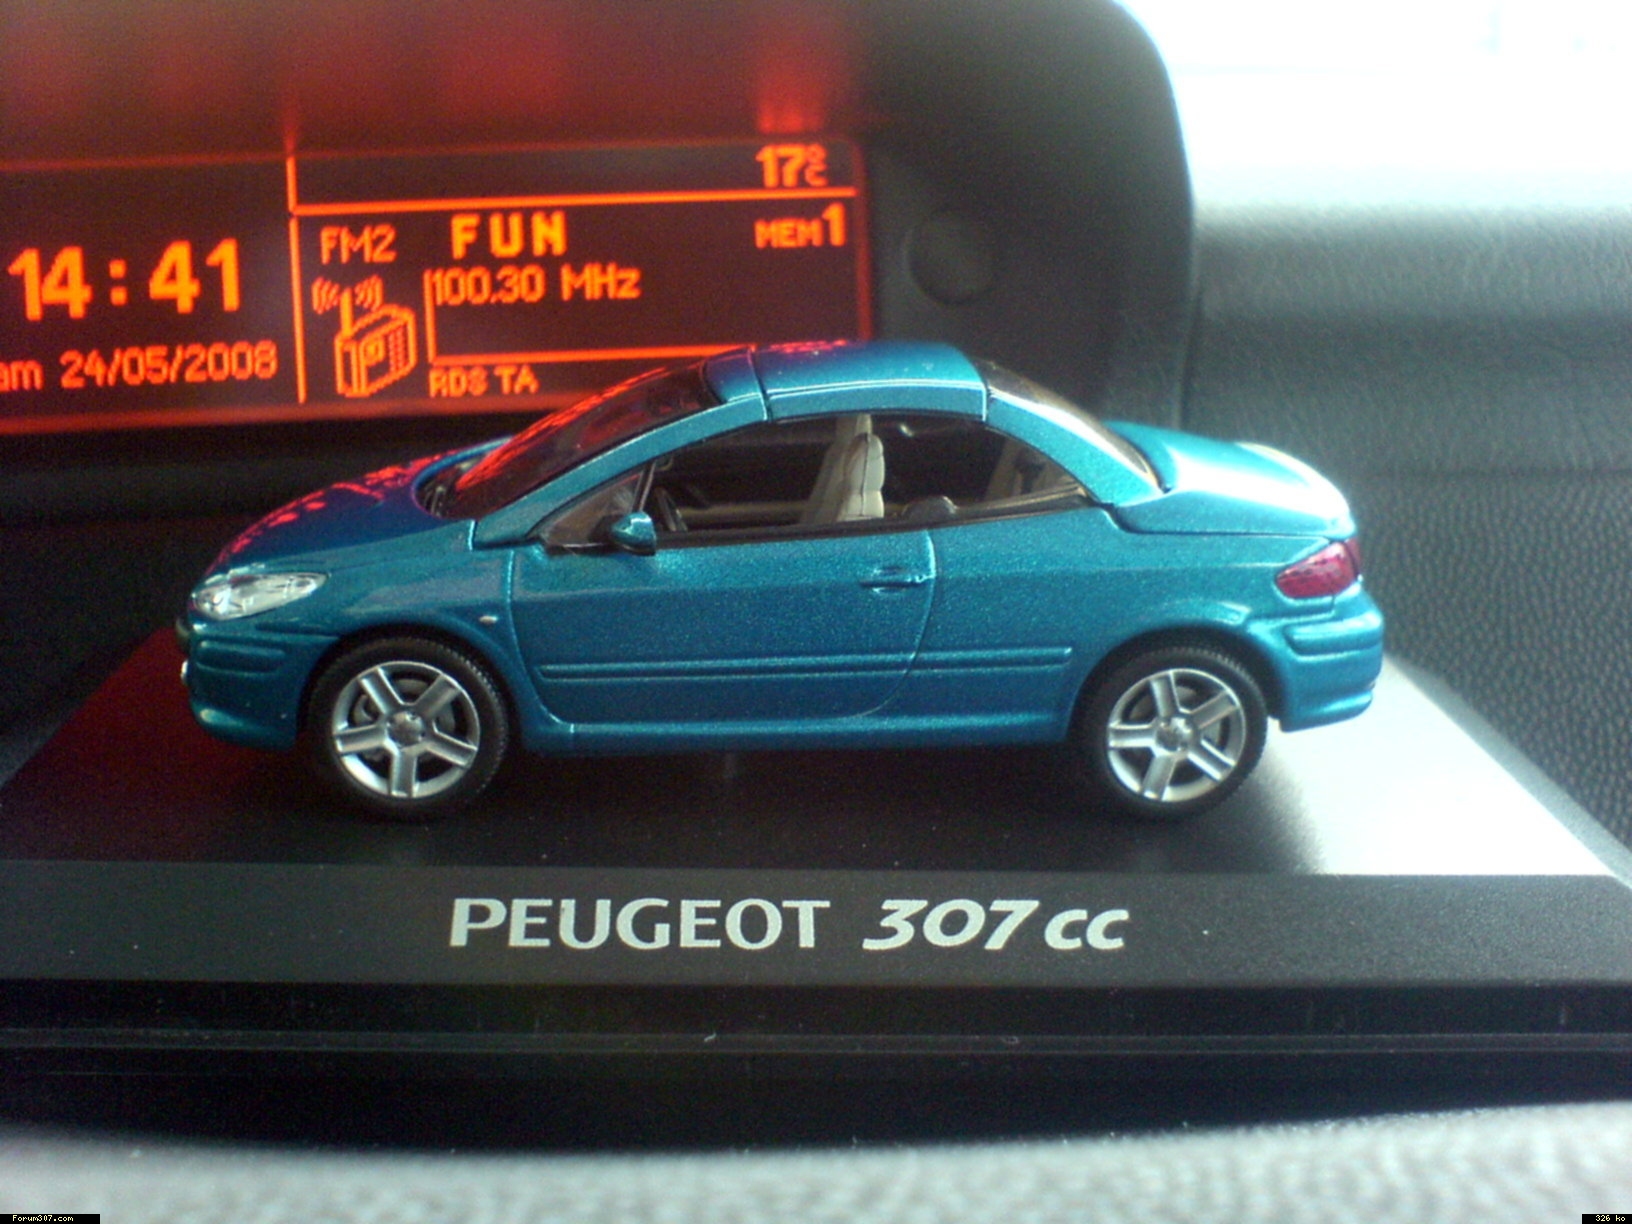 17°C
FM2 FUN MEM1
14:41
100.30 MHz
am 24/05/2008
RDS TA
PEUGEOT 307cc
Forum307.com
326 ko